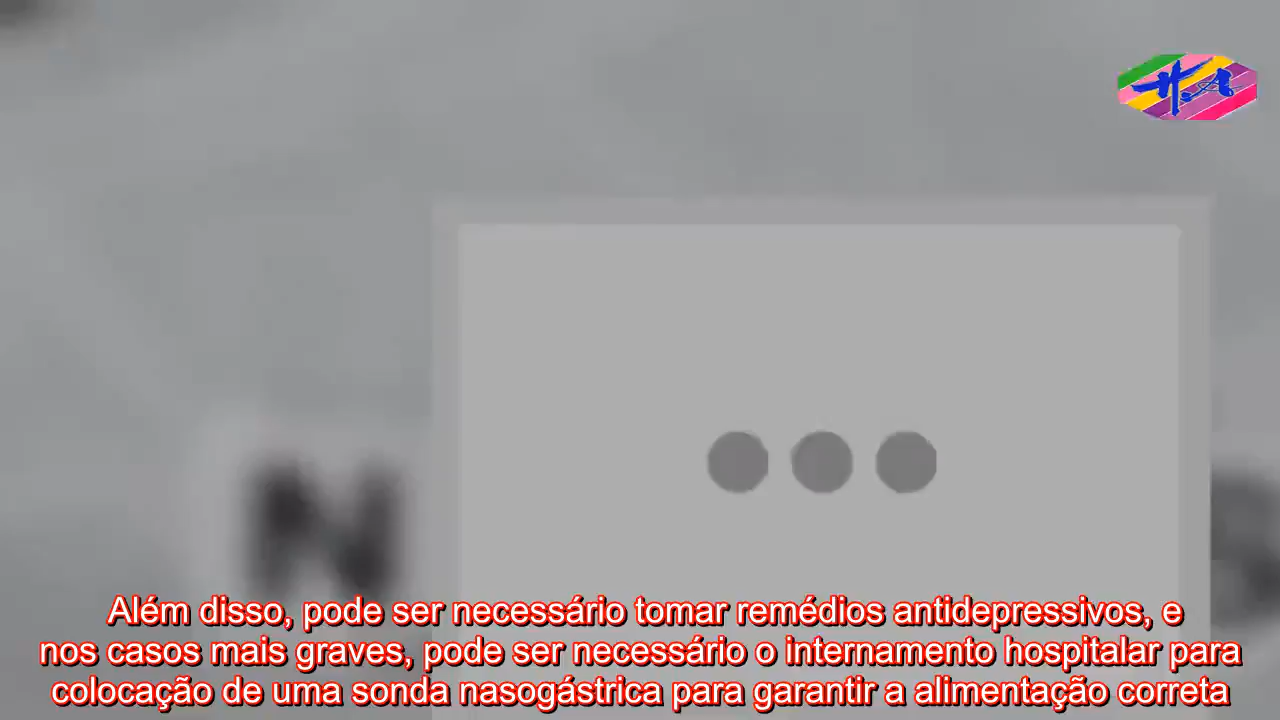 H.A
N
Além disso, pode ser necessário tomar remédios antidepressivos, e
nos casos mais graves, pode ser necessário o internamento hospitalar para
colocação de uma sonda nasogástrica para garantir a alimentação correta